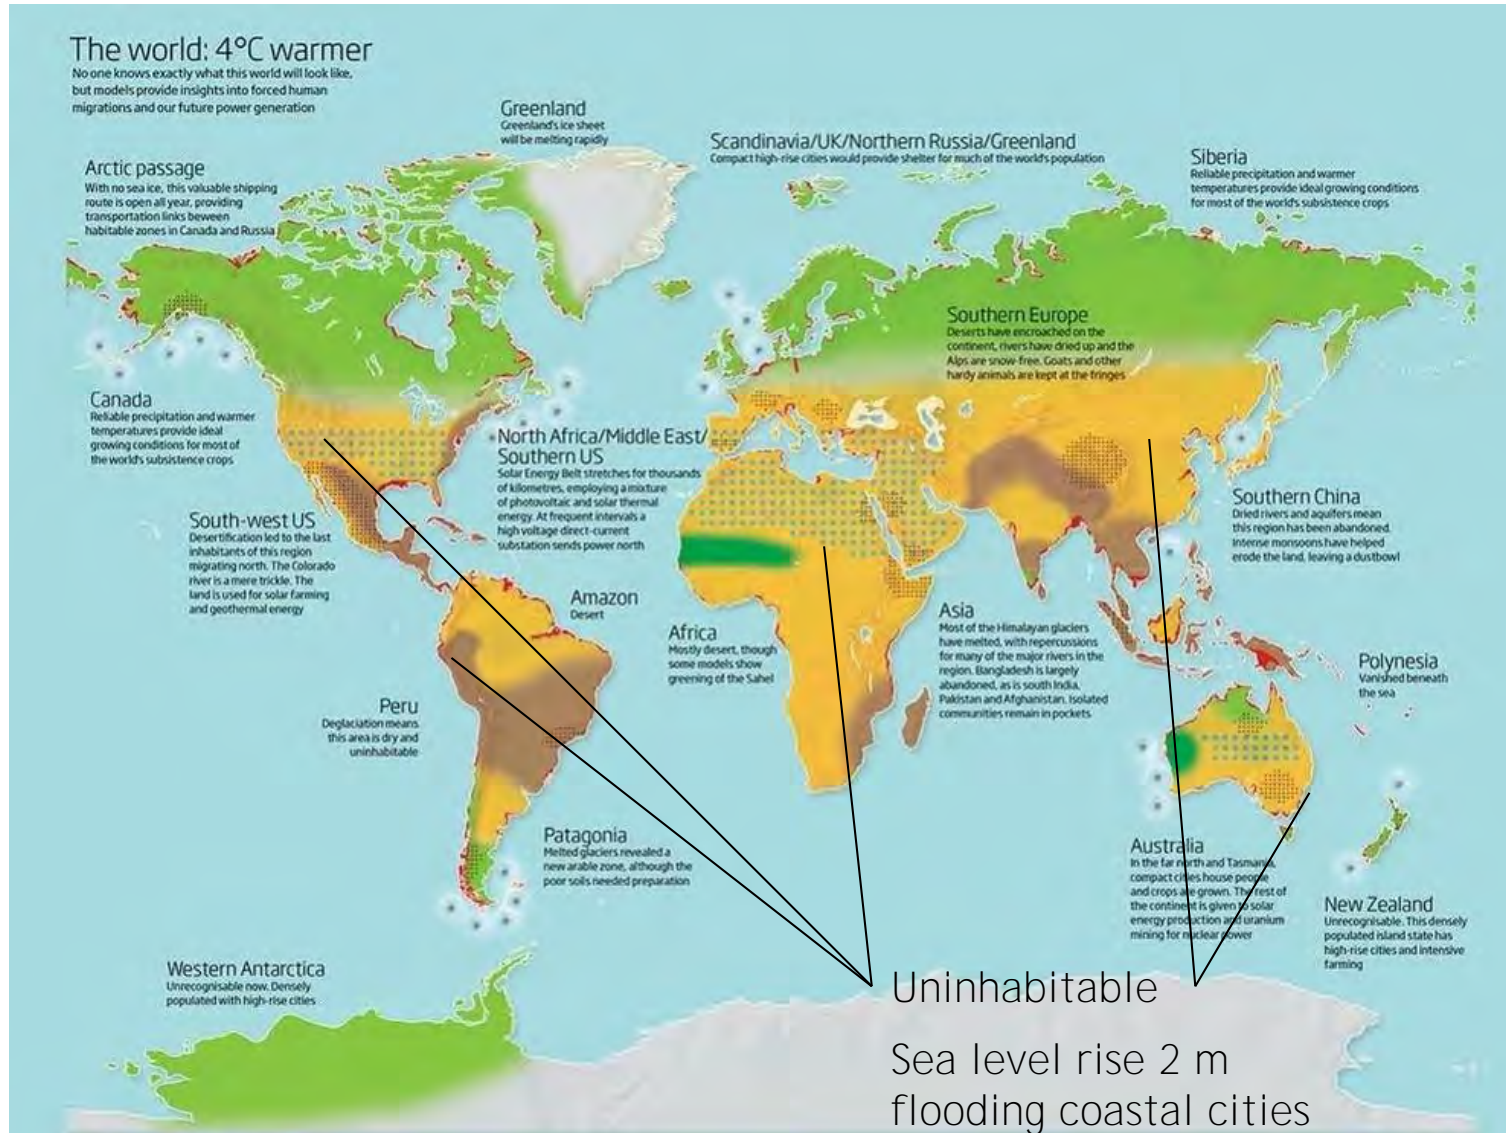 The world: 4°C warmer
No one knows exactly what this world will look like,
but models provide insights into forced human
migrations and our future power generation
Greenland
Greenland's ice sheet
will be melting rapidly
Scandinavia/UK/Northern Russia/Greenland
Compact high-rise cities would provide shelter for much of the world's population
Siberia
Reliable precipitation and warmer
temperatures provide ideal growing conditions
for most of the world's subsistence crops
Arctic passage
With no sea ice, this valuable shipping
route is open all year, providing
transportation links beween
habitable zones in Canada and Russia
Southern Europe
Deserts have encroached on the
continent, rivers have dried up and the
Alps are snow-free. Goats and other
hardy animals are kept at the fringes
Canada
Reliable precipitation and warmer
temperatures provide ideal
growing conditions for most of
the world's subsistence crops
North Africa/Middle East/
Southern US
Solar Energy Belt stretches for thousands
of kilometres, employing a mixture
of photovoltaic and solar thermal
energy. At frequent intervals a
high voltage direct-current
substation sends power north
South-west US
Desertification led to the last
inhabitants of this region
migrating north. The Colorado
river is a mere trickle. The
land is used for solar farming
and geothermal energy
Southern China
Dried rivers and aquifers mean
this region has been abandoned.
Intense monsoons have helped
erode the land, leaving a dustbowl
Amazon
Desert
Africa
Mostly desert, though
some models show
greening of the Sahel
Asia
Most of the Himalayan glaciers
have melted, with repercussions
for many of the major rivers in the
region. Bangladesh is largely
abandoned, as is south India,
Pakistan and Afghanistan. Isolated
communities remain in pockets
Polynesia
Vanished beneath
the sea
Peru
Deglaciation means
this area is dry and
uninhabitable
Patagonia
Melted glaciers revealed a
new arable zone, although the
poor soils needed preparation
Australia
In the far north and Tasmania,
compact cities house people
and crops are grown. The rest of
the continent is given to solar
energy production and uranium
mining for nuclear power
New Zealand
Unrecognisable. This densely
populated island state has
high-rise cities and intensive
farming
Western Antarctica
Unrecognisable now. Densely
populated with high-rise cities
Uninhabitable
Sea level rise 2 m
flooding coastal cities